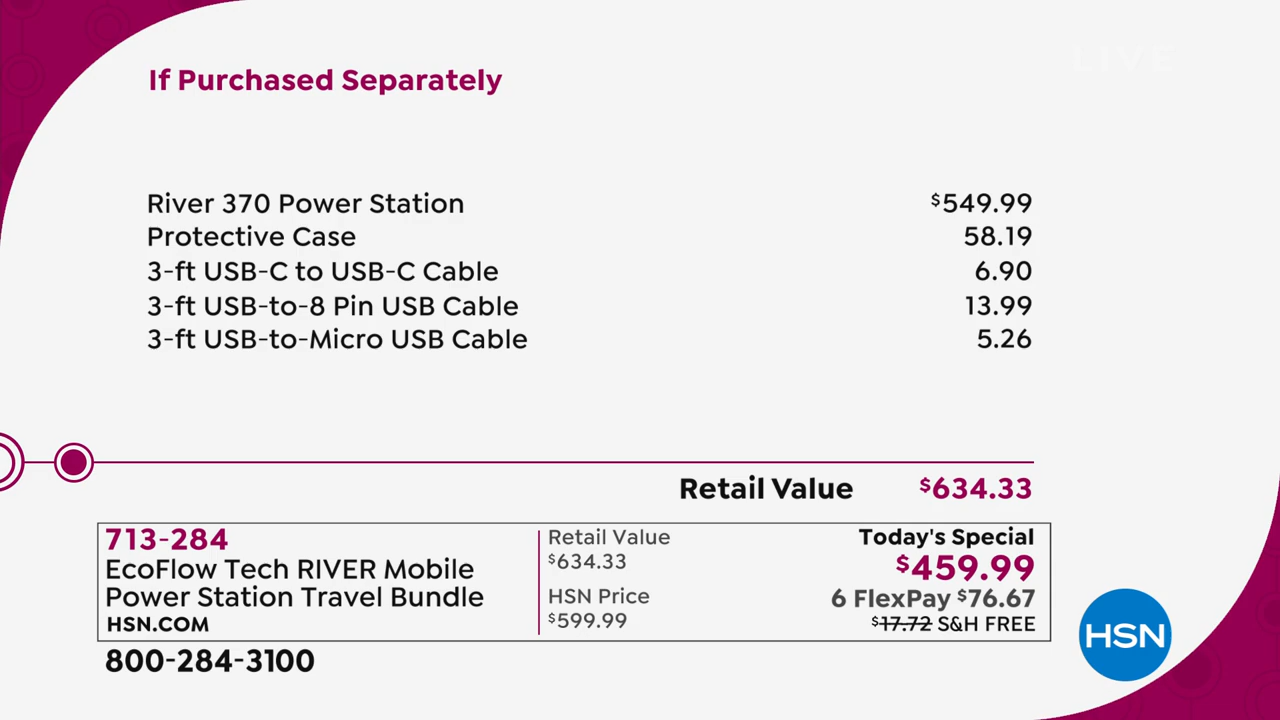 LIVE
If Purchased Separately
River 370 Power Station $549.99
Protective Case 58.19
3-ft USB-C to USB-C Cable 6.90
3-ft USB-to-8 Pin USB Cable 13.99
3-ft USB-to-Micro USB Cable 5.26
Retail Value $634.33
713-284
EcoFlow Tech RIVER Mobile
Power Station Travel Bundle
HSN.COM
Retail Value
$634.33
HSN Price
$599.99
Today's Special
$459.99
6 FlexPay $76.67
$17.72 S&H FREE
800-284-3100
HSN